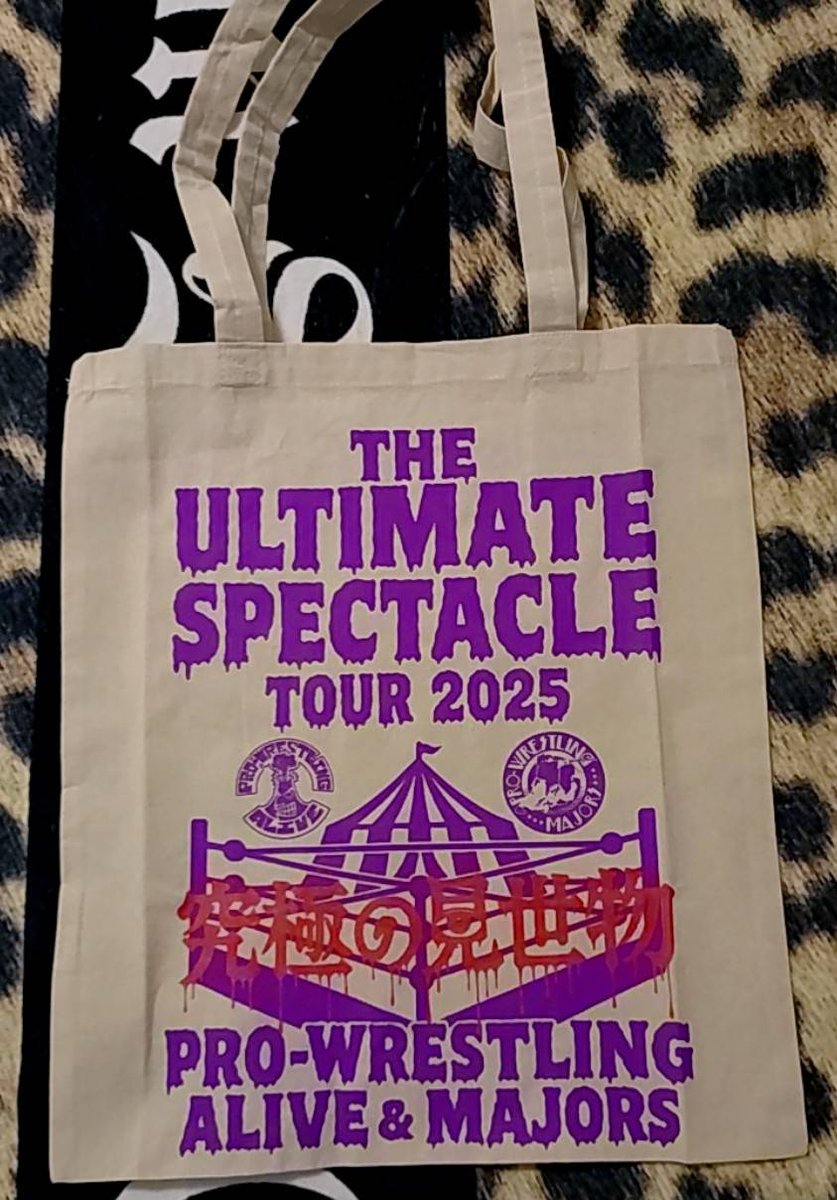 THE
ULTIMATE
SPECTACLE
TOUR 2025
PRO-WRESTLING
ALIVE
PRO-WRESTLING
MAJORS
究極の見世物
PRO-WRESTLING
ALIVE & MAJORS